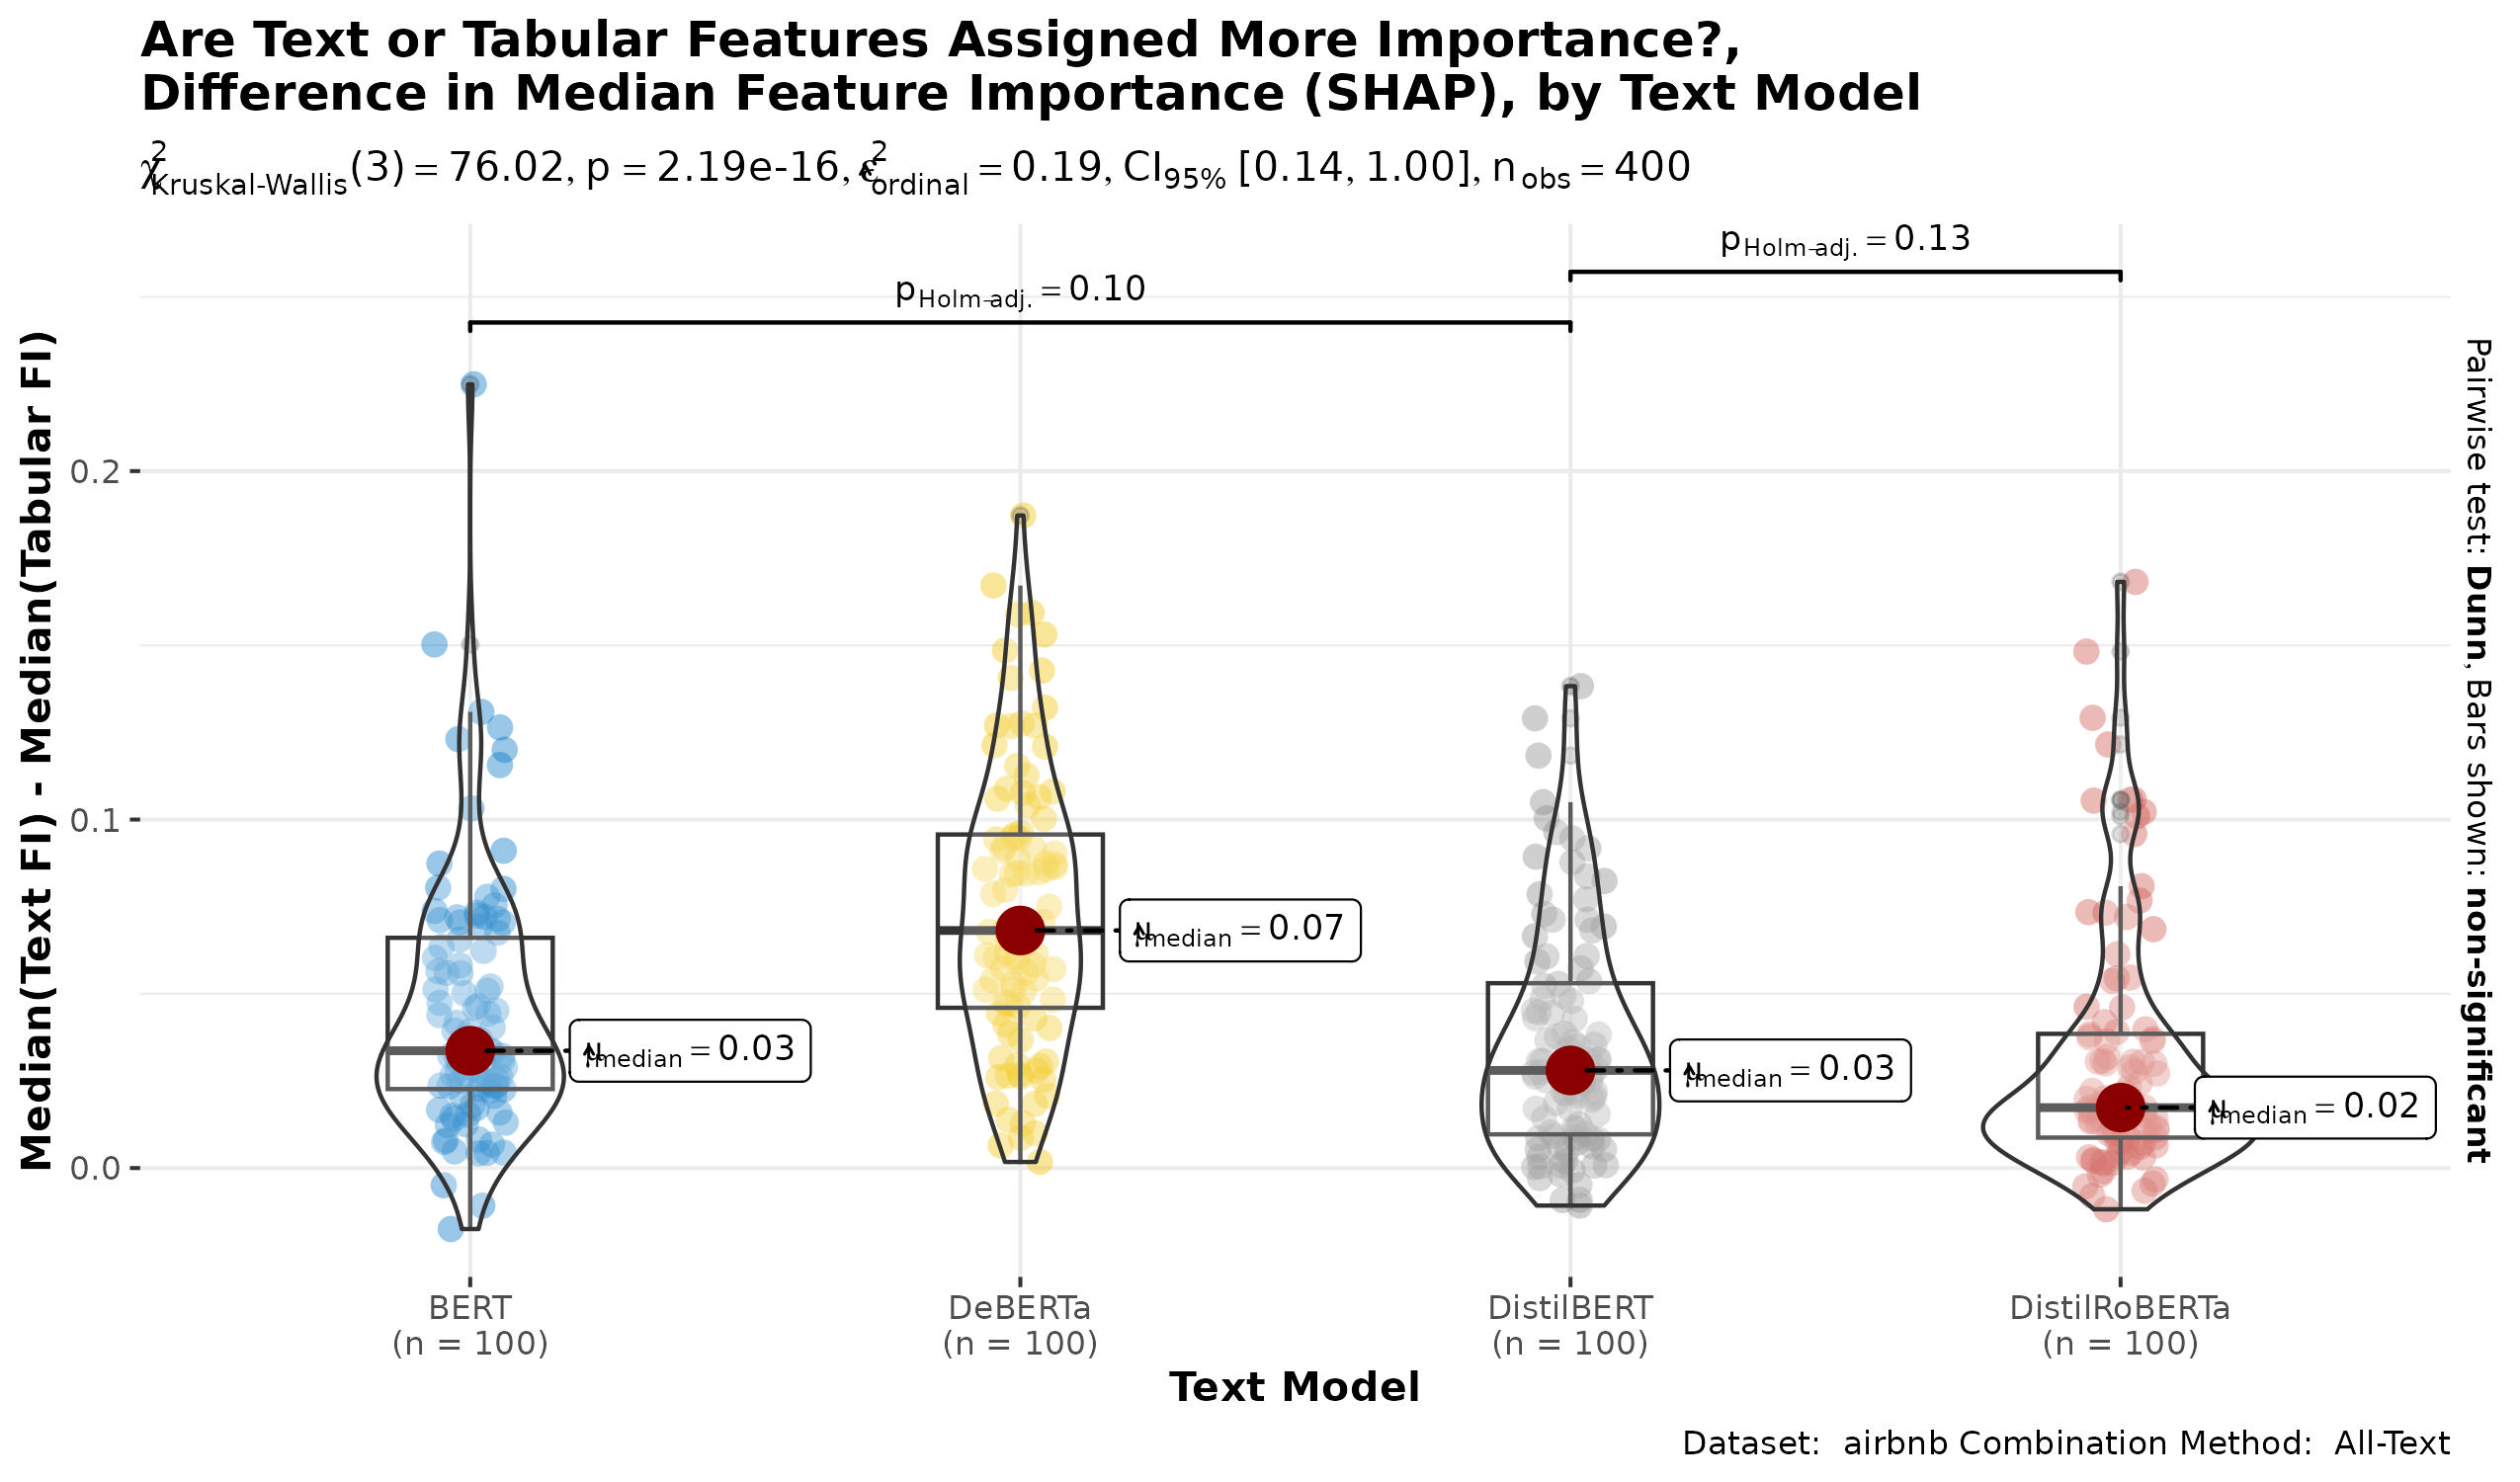 Are Text or Tabular Features Assigned More Importance?,
Difference in Median Feature Importance (SHAP), by Text Model
χ²Kruskal-Wallis(3) = 76.02, p = 2.19e-16, ε̂²ordinal = 0.19, CI95% [0.14, 1.00], nobs = 400
pHolm-adj. = 0.13
pHolm-adj. = 0.10
Median(Text FI) - Median(Tabular FI)
0.2
0.1
0.0
μ̂median = 0.03
μ̂median = 0.07
μ̂median = 0.03
μ̂median = 0.02
Pairwise test: Dunn, Bars shown: non-significant
BERT
(n = 100)
DeBERTa
(n = 100)
DistilBERT
(n = 100)
DistilRoBERTa
(n = 100)
Text Model
Dataset: airbnb Combination Method: All-Text